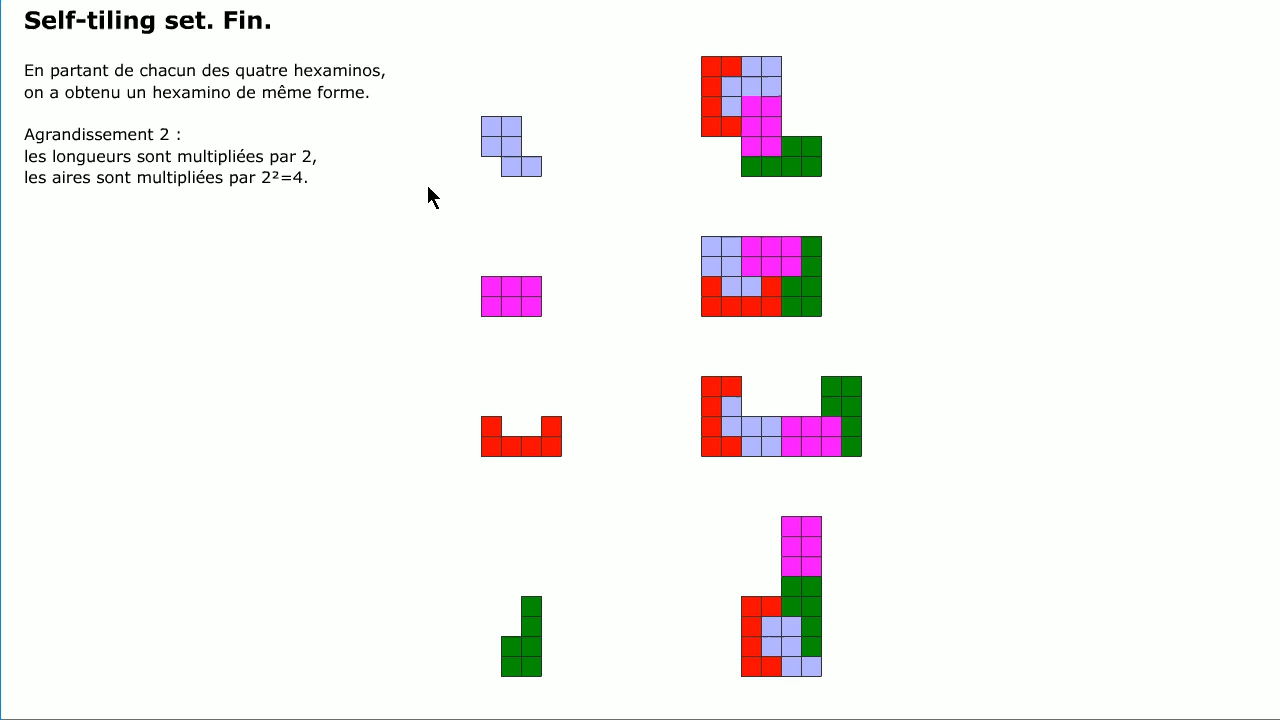 Self-tiling set. Fin.
En partant de chacun des quatre hexaminos,
on a obtenu un hexamino de même forme.
Agrandissement 2 :
les longueurs sont multipliées par 2,
les aires sont multipliées par 2²=4.